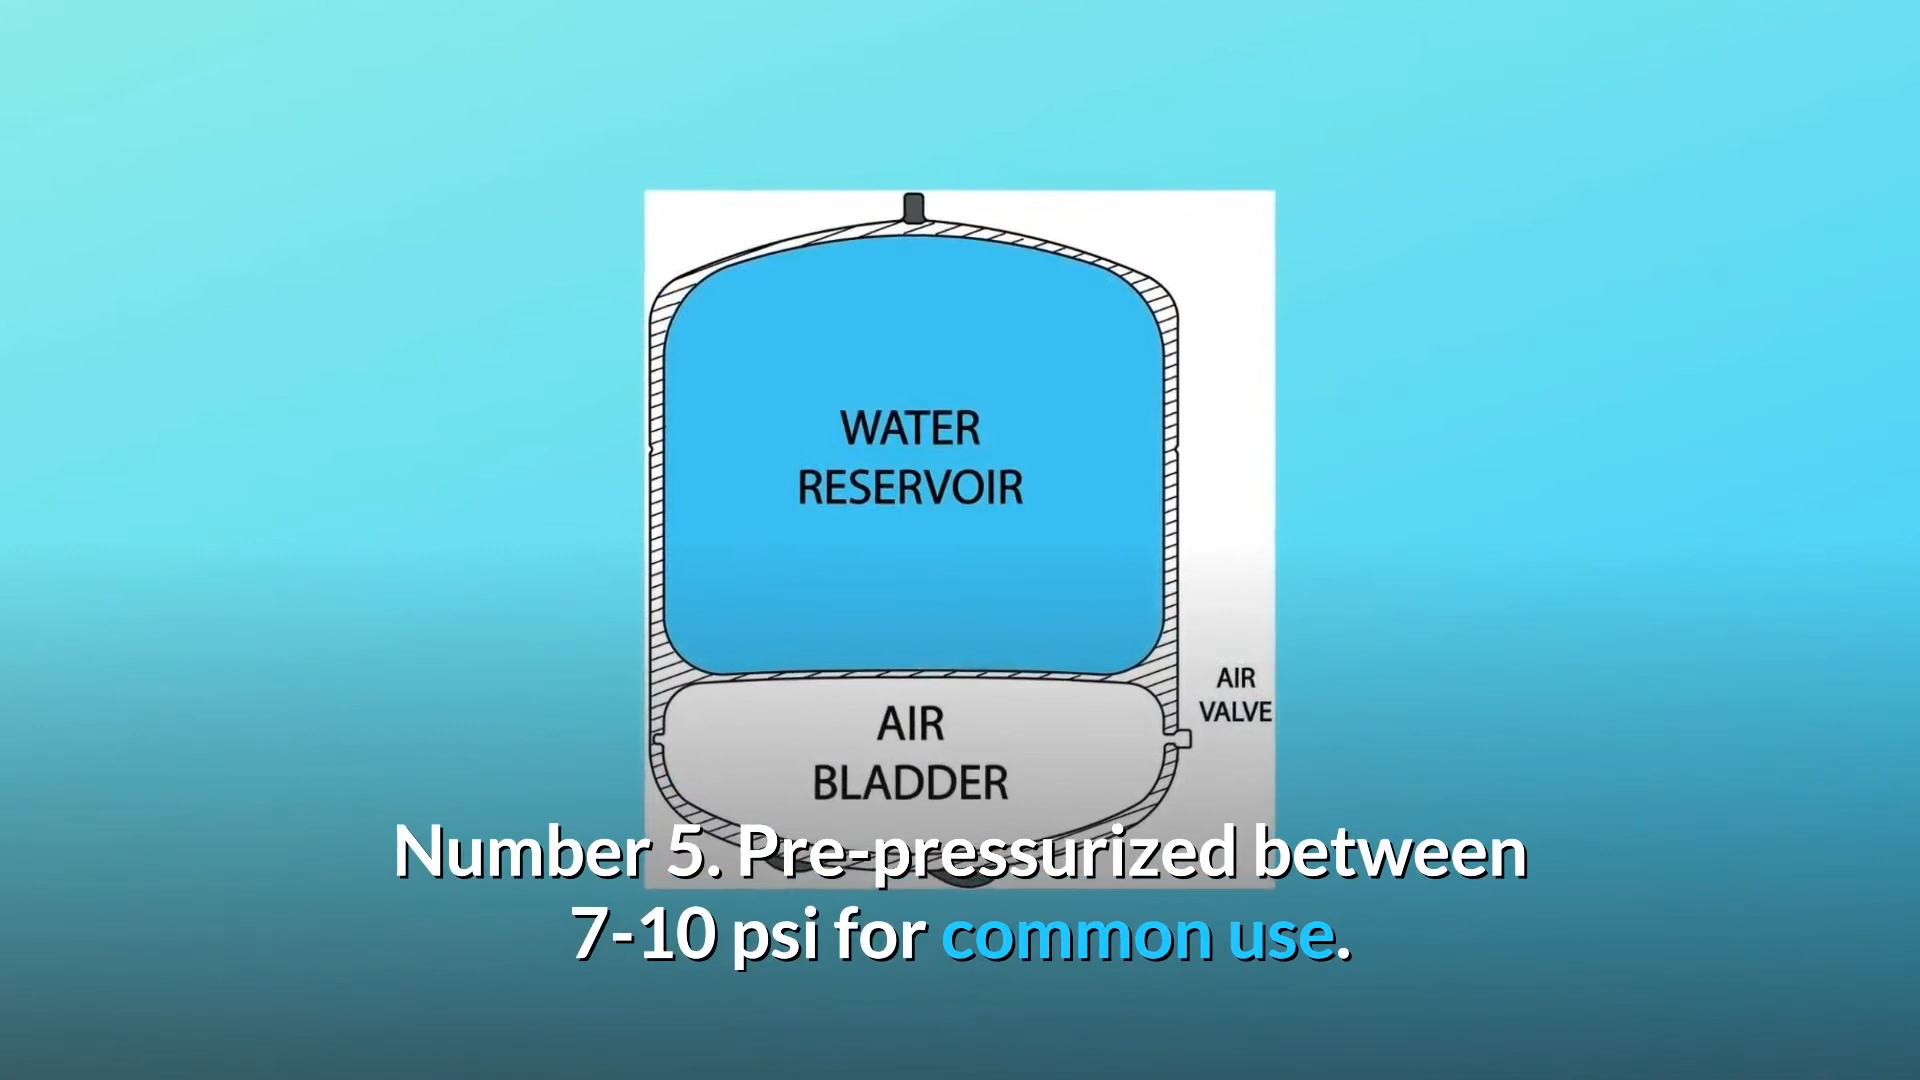 WATER
RESERVOIR
AIR
VALVE
AIR
BLADDER
Number 5. Pre-pressurized between
7-10 psi for common use.